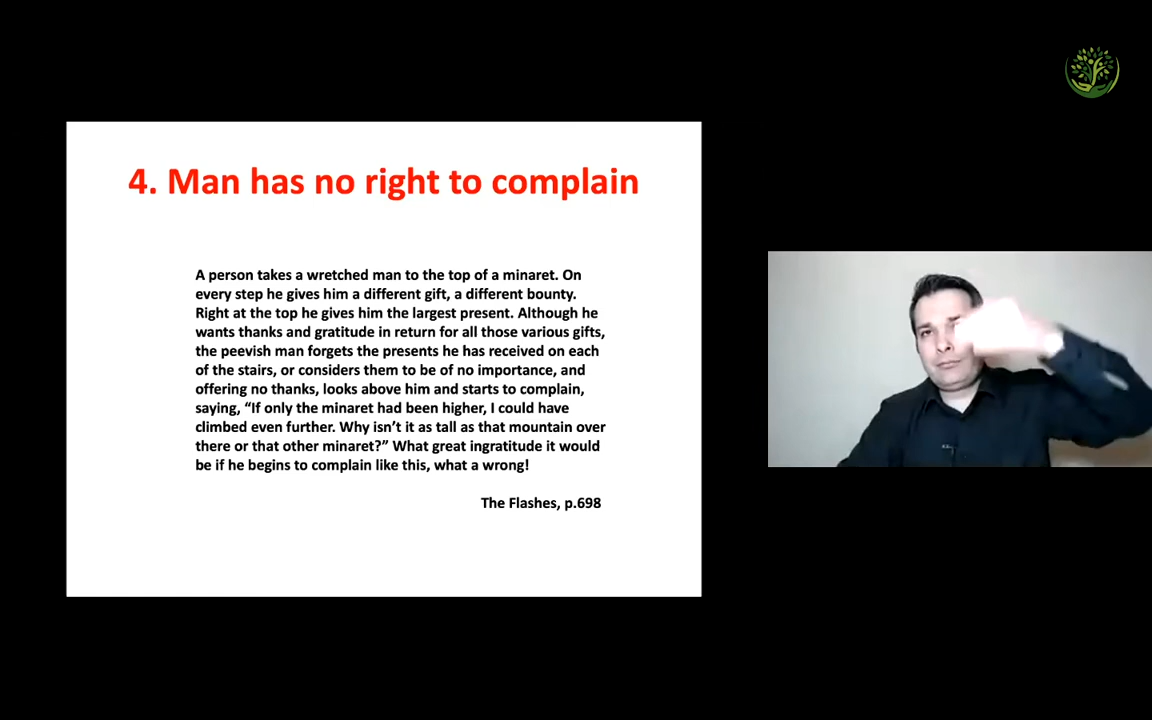 4. Man has no right to complain
A person takes a wretched man to the top of a minaret. On
every step he gives him a different gift, a different bounty.
Right at the top he gives him the largest present. Although he
wants thanks and gratitude in return for all those various gifts,
the peevish man forgets the presents he has received on each
of the stairs, or considers them to be of no importance, and
offering no thanks, looks above him and starts to complain,
saying, “If only the minaret had been higher, I could have
climbed even further. Why isn’t it as tall as that mountain over
there or that other minaret?” What great ingratitude it would
be if he begins to complain like this, what a wrong!
The Flashes, p.698